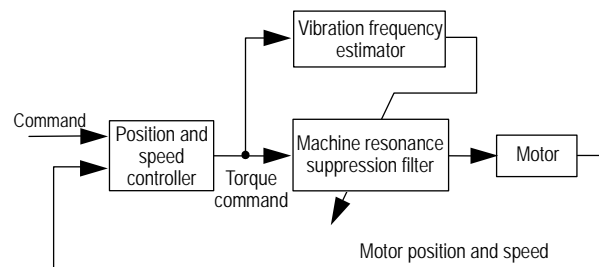 Vibration frequency
estimator
Command
Position and
speed
controller
Torque
command
Machine resonance
suppression filter
Motor
Motor position and speed